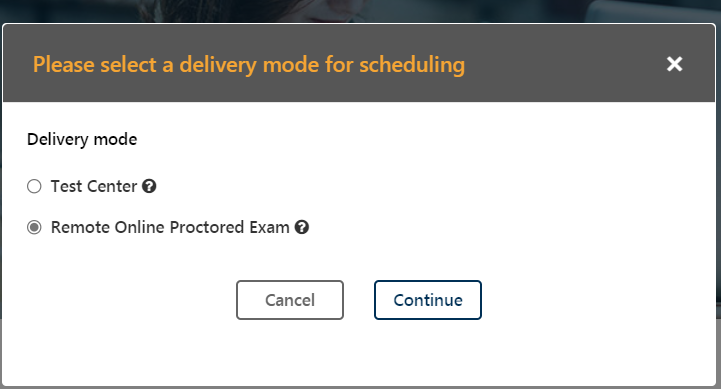 Please select a delivery mode for scheduling
Delivery mode
Test Center
Remote Online Proctored Exam
Cancel
Continue